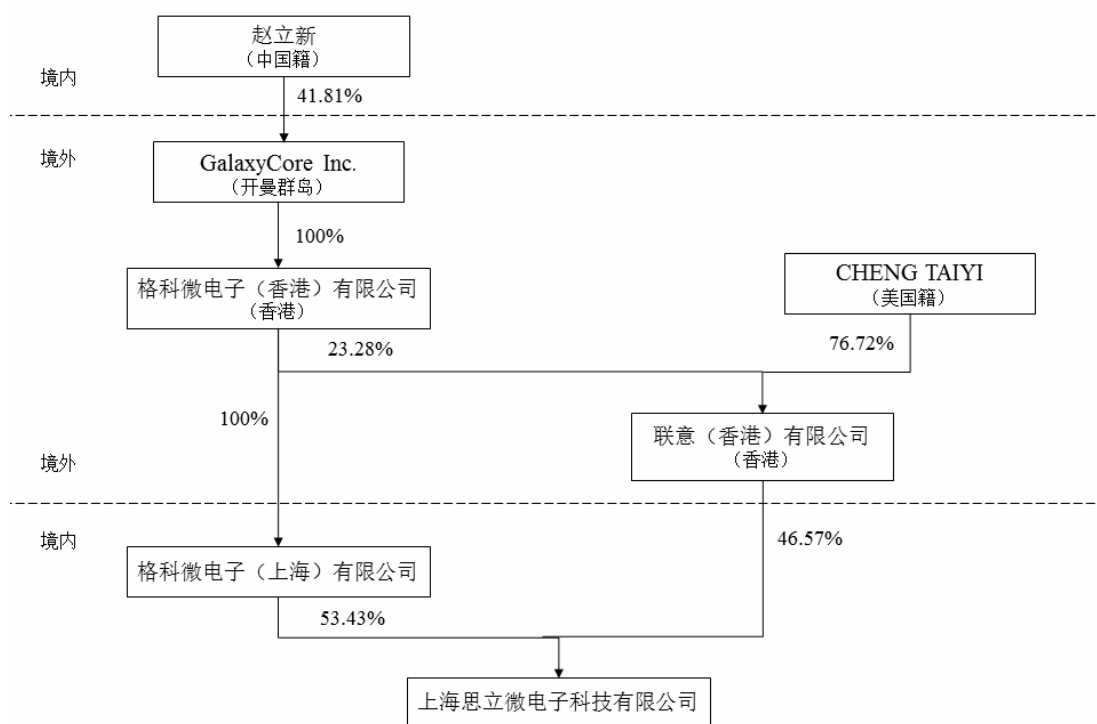 赵立新
（中国籍）
境内
41.81%
境外
GalaxyCore Inc.
（开曼群岛）
100%
格科微电子（香港）有限公司
（香港）
CHENG TAIYI
（美国籍）
23.28%
76.72%
100%
联意（香港）有限公司
（香港）
境外
境内
46.57%
格科微电子（上海）有限公司
53.43%
上海思立微电子科技有限公司